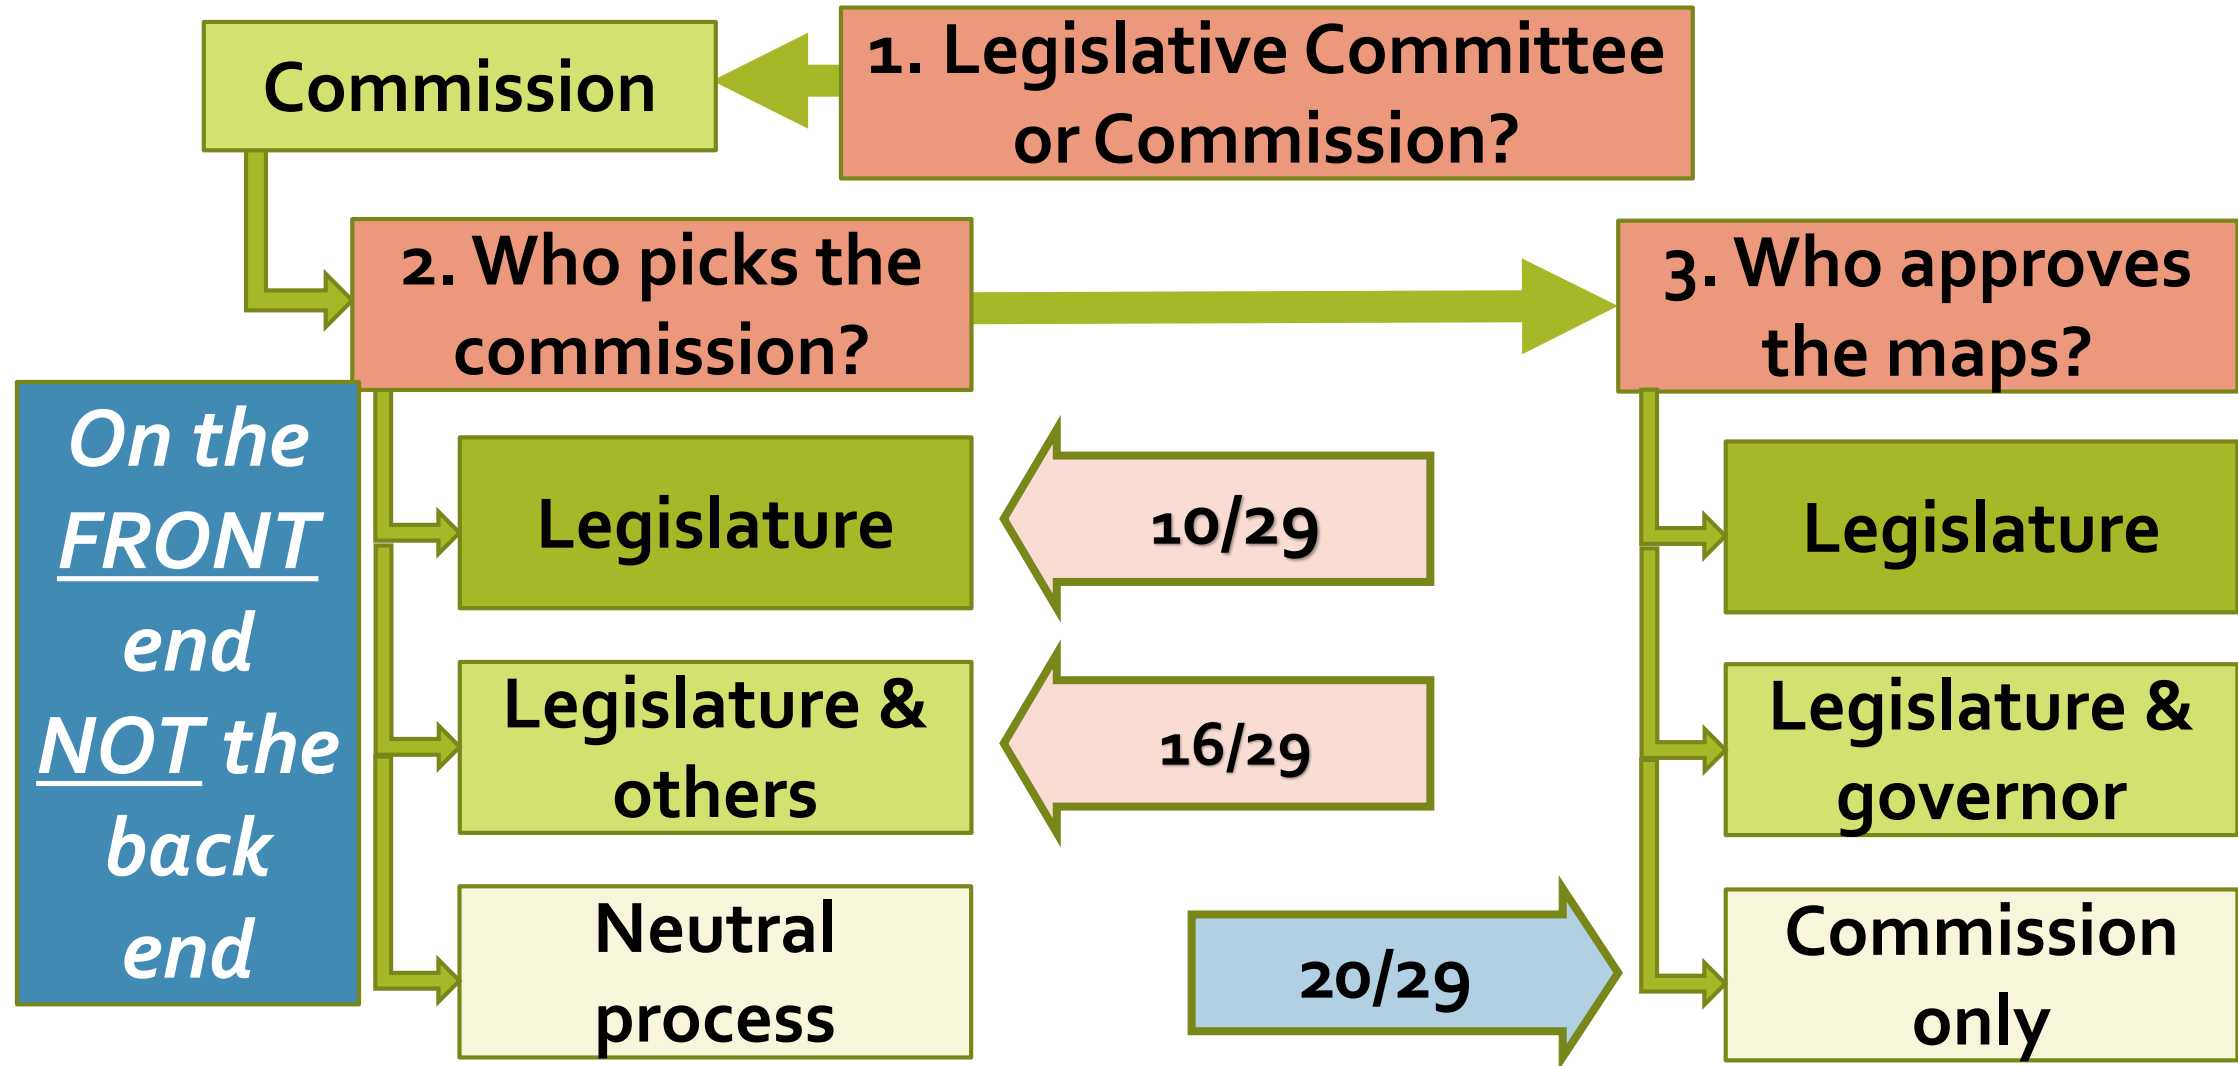 Commission
1. Legislative Committee
or Commission?
2. Who picks the
commission?
3. Who approves
the maps?
On the
FRONT
end
NOT the
back
end
Legislature
10/29
Legislature
Legislature &
others
16/29
Legislature &
governor
Neutral
process
20/29
Commission
only